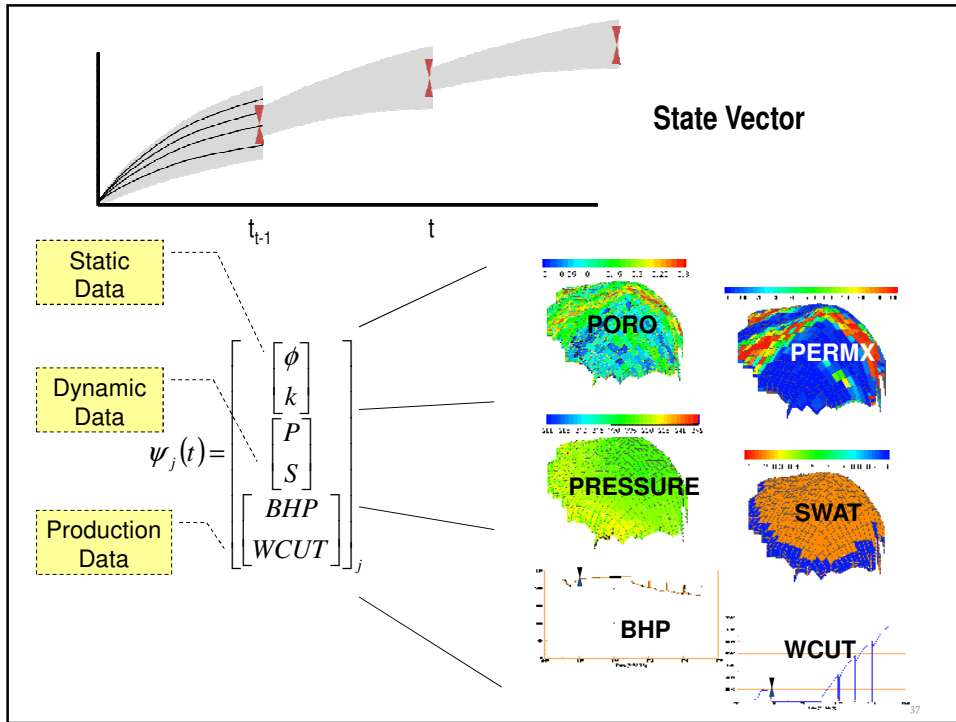 State Vector
t_{t-1}
t
Static
Data
Dynamic
Data
Production
Data
ψ_j(t)=
ϕ
k
P
S
BHP
WCUT
j
PORO
PERMX
PRESSURE
SWAT
BHP
WCUT
37